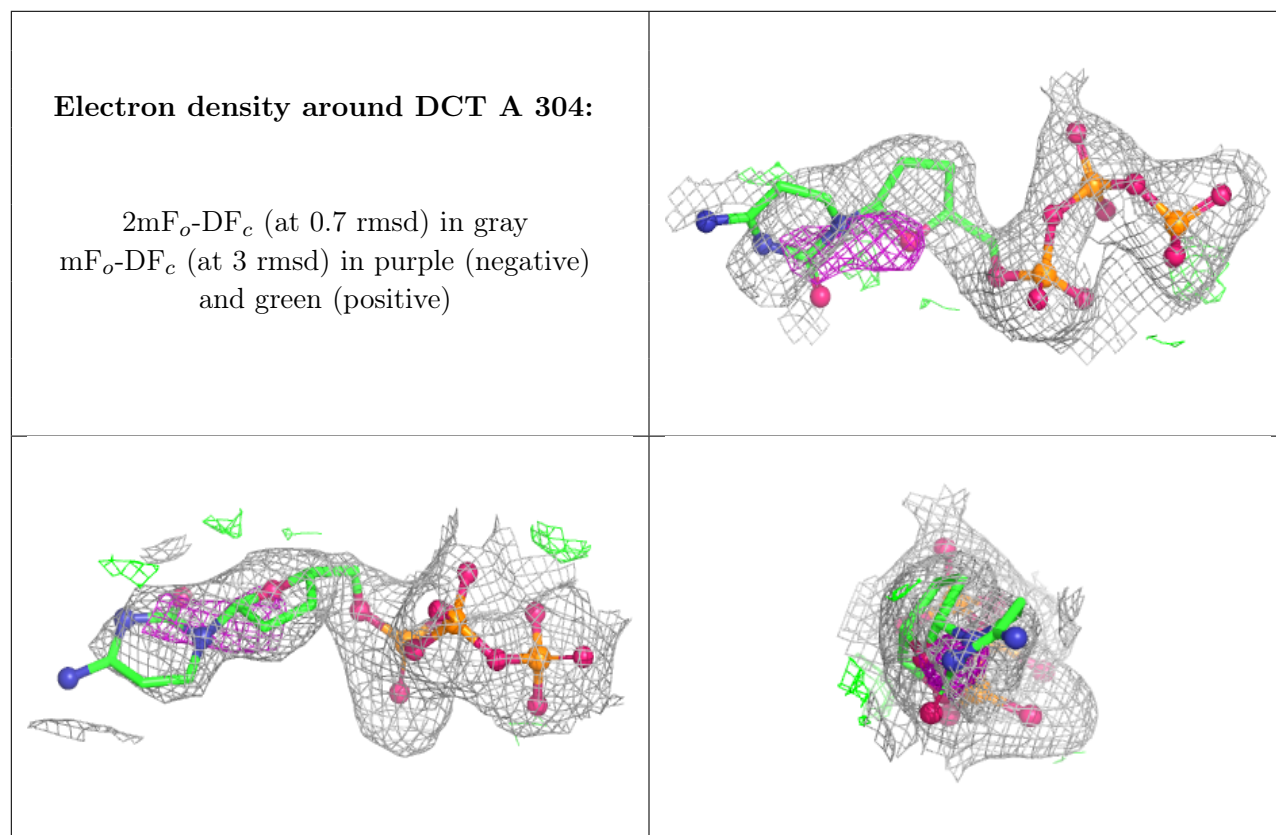 Electron density around DCT A 304:
2mFo-DFc (at 0.7 rmsd) in gray
mFo-DFc (at 3 rmsd) in purple (negative)
and green (positive)